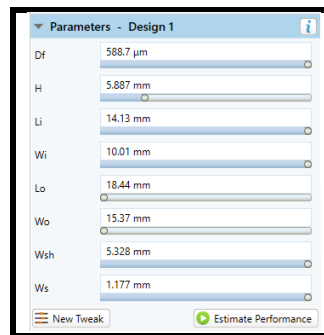 Parameters - Design 1
i
Df 588.7 µm
H 5.887 mm
Li 14.13 mm
Wi 10.01 mm
Lo 18.44 mm
Wo 15.37 mm
Wsh 5.328 mm
Ws 1.177 mm
New Tweak Estimate Performance